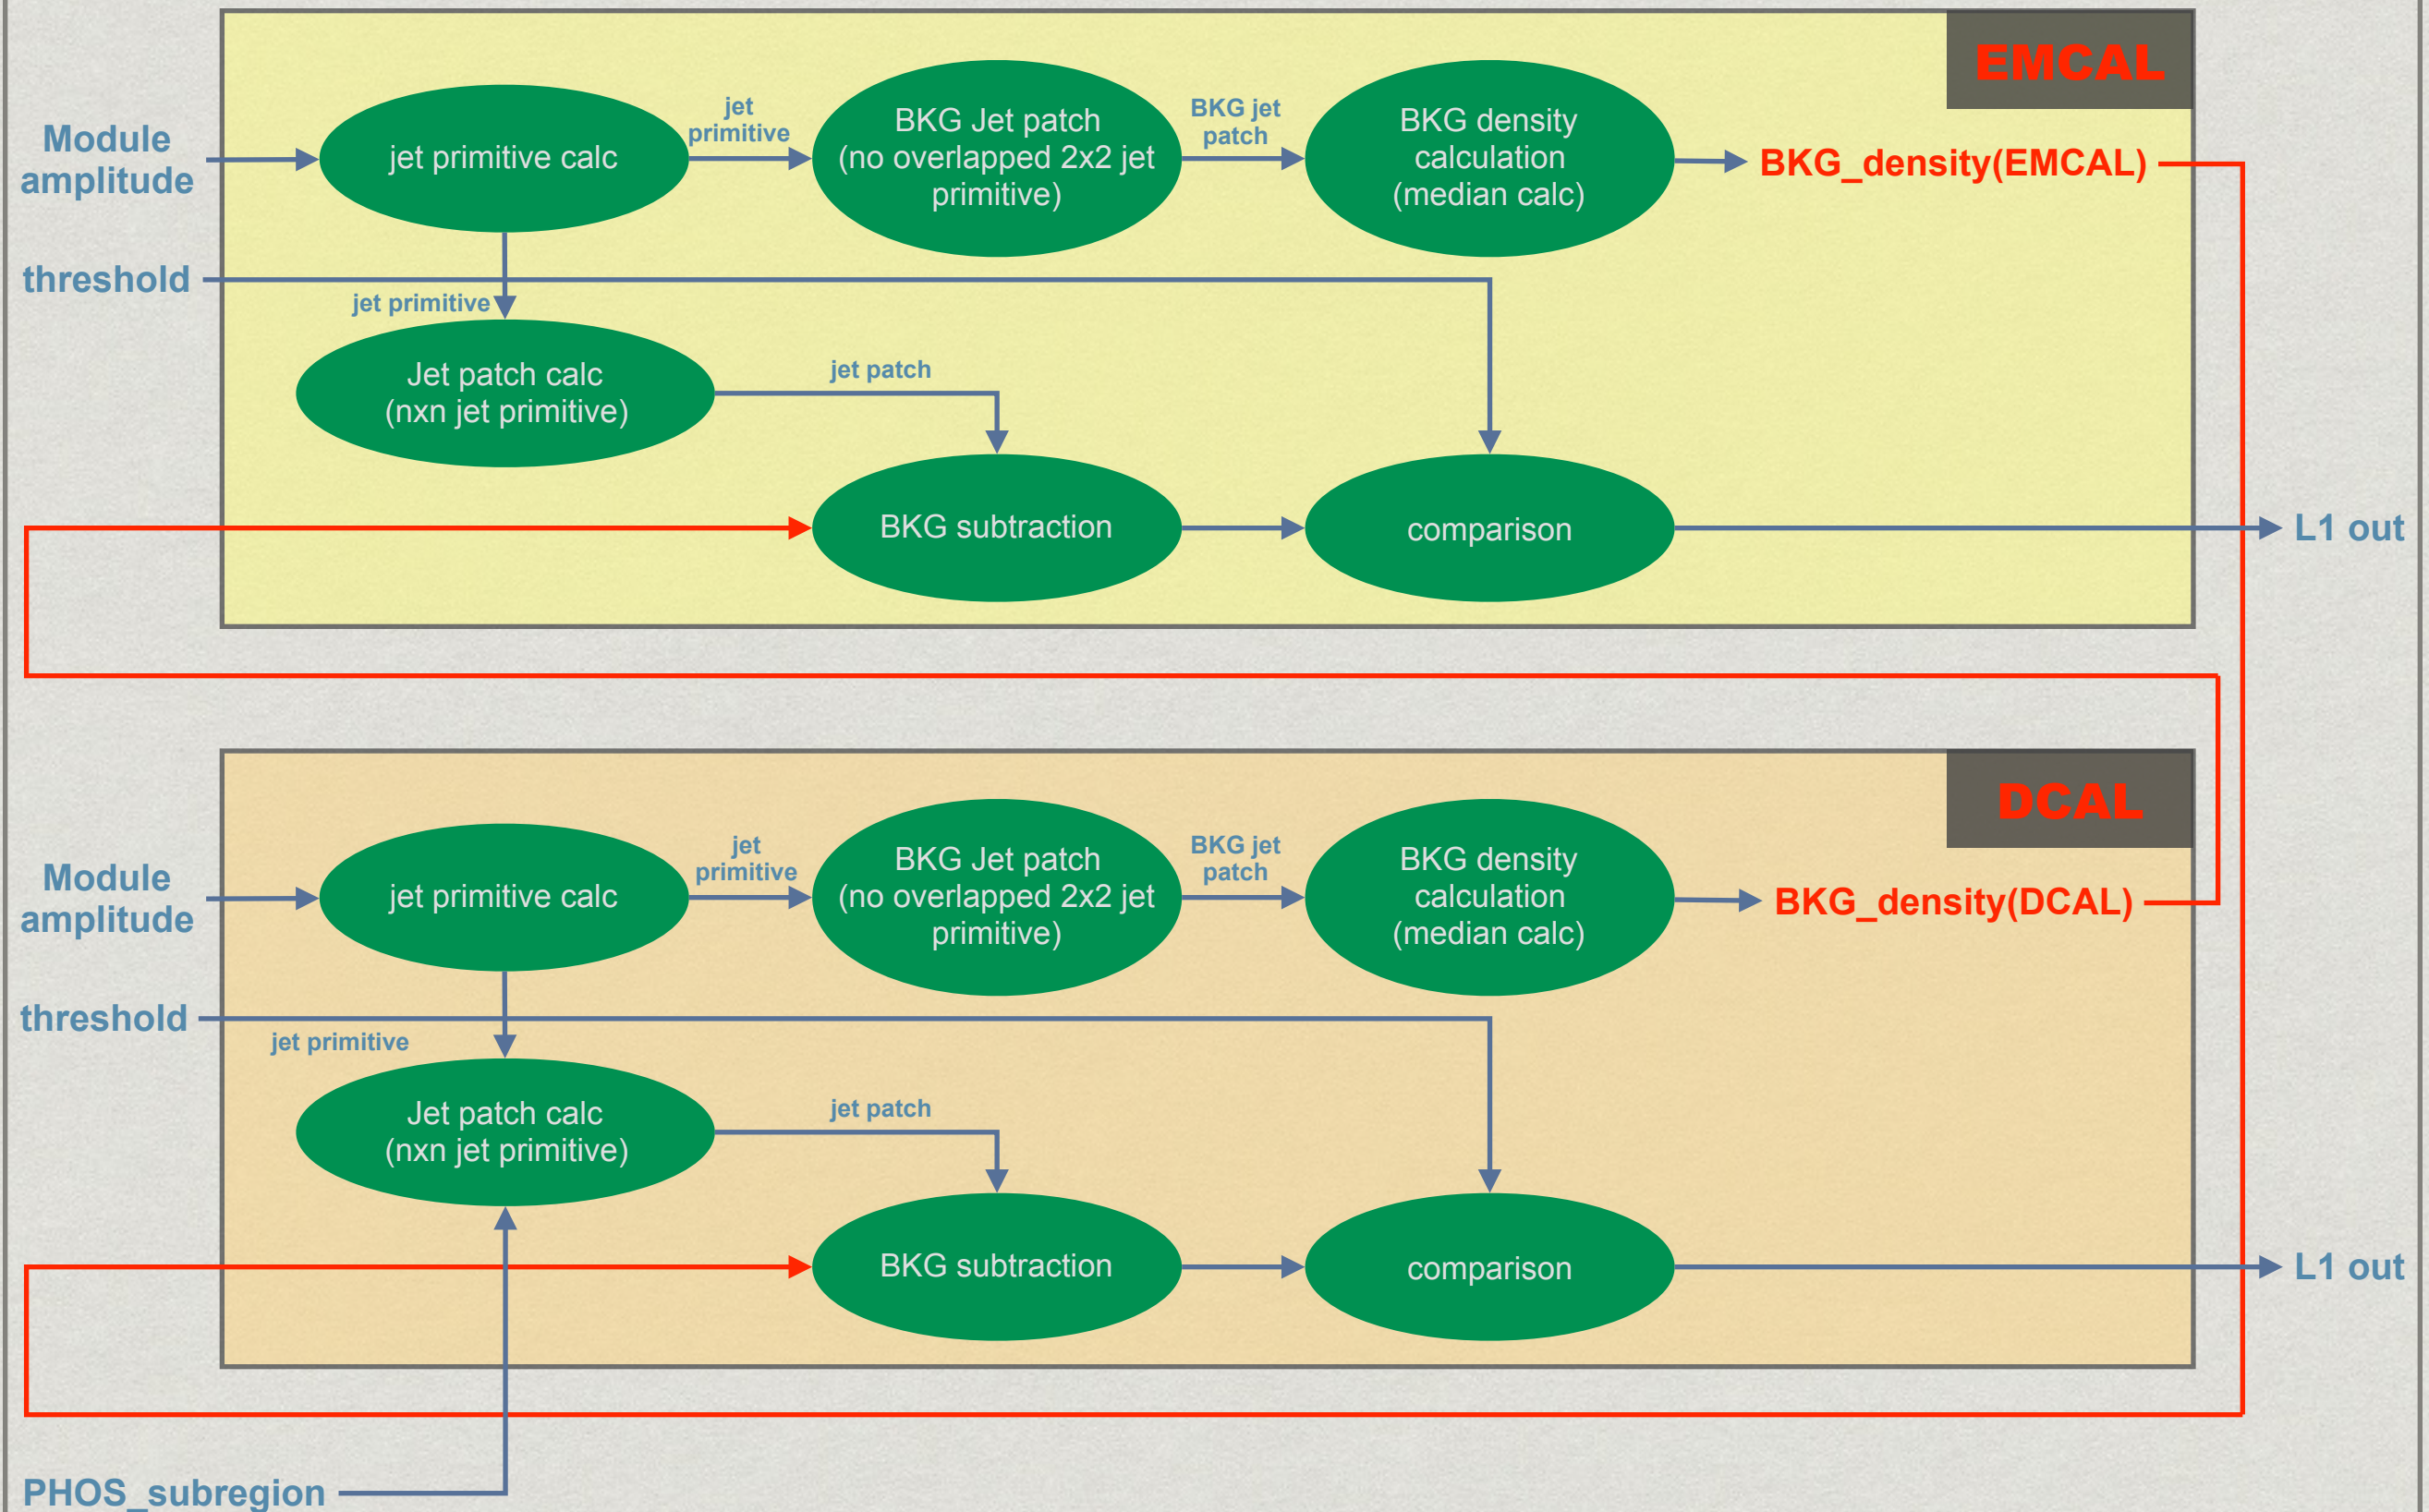 EMCAL
Module
amplitude
jet primitive calc
jet
primitive
BKG Jet patch
(no overlapped 2x2 jet
primitive)
BKG jet
patch
BKG density
calculation
(median calc)
BKG_density(EMCAL)
threshold
jet primitive
Jet patch calc
(nxn jet primitive)
jet patch
BKG subtraction
comparison
L1 out
DCAL
Module
amplitude
jet primitive calc
jet
primitive
BKG Jet patch
(no overlapped 2x2 jet
primitive)
BKG jet
patch
BKG density
calculation
(median calc)
BKG_density(DCAL)
threshold
jet primitive
Jet patch calc
(nxn jet primitive)
jet patch
BKG subtraction
comparison
L1 out
PHOS_subregion